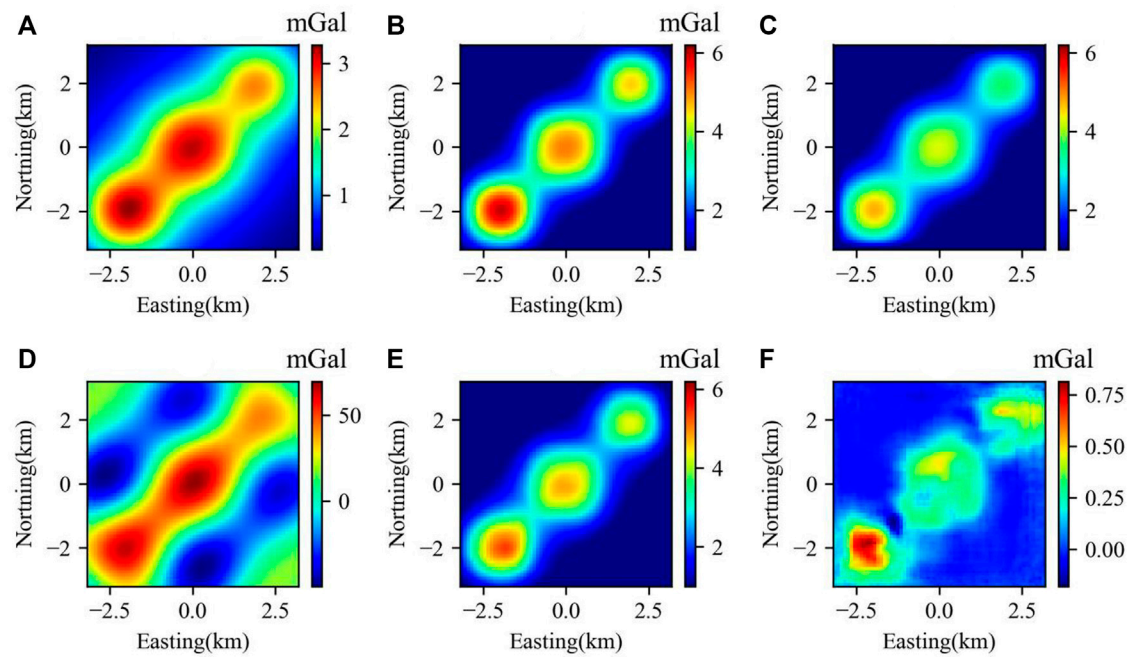 A mGal B mGal C mGal
Nortning(km) 2 0 −2 3 2 1
Nortning(km) 2 0 −2 6 4 2
Nortning(km) 2 0 −2 6 4 2
−2.5 0.0 2.5 −2.5 0.0 2.5 −2.5 0.0 2.5
Easting(km) Easting(km) Easting(km)
D mGal E mGal F mGal
Nortning(km) 2 0 −2 50 0
Nortning(km) 2 0 −2 6 4 2
Nortning(km) 2 0 −2 0.75 0.50 0.25 0.00
−2.5 0.0 2.5 −2.5 0.0 2.5 −2.5 0.0 2.5
Easting(km) Easting(km) Easting(km)